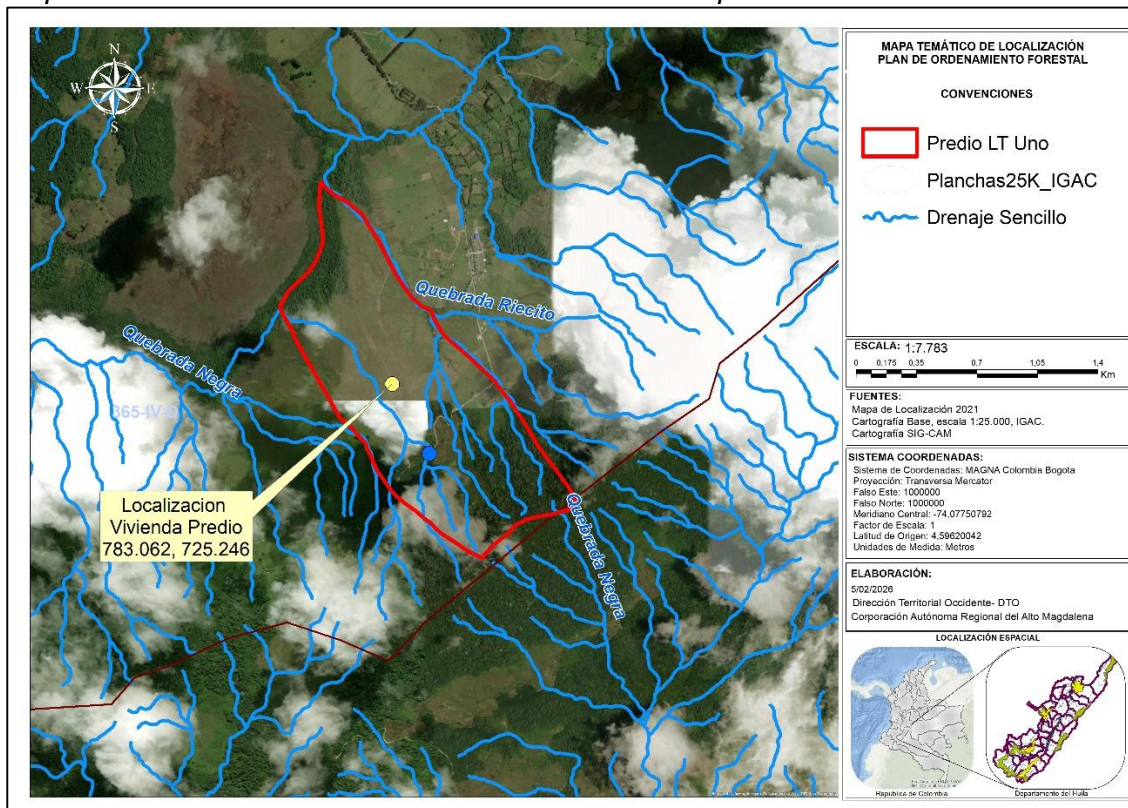 N
W E
S
Quebrada Riecito
Quebrada Negra
365-IV-D
Localizacion
Vivienda Predio
783.062, 725.246
Quebrada Negra
MAPA TEMÁTICO DE LOCALIZACIÓN
PLAN DE ORDENAMIENTO FORESTAL
CONVENCIONES
Predio LT Uno
Planchas25K_IGAC
Drenaje Sencillo
ESCALA: 1:7.783
0 0,175 0,35 0,7 1,05 1,4
Km
FUENTES:
Mapa de Localización 2021
Cartografía Base, escala 1:25.000, IGAC.
Cartografía SIG-CAM
SISTEMA COORDENADAS:
Sistema de Coordenadas: MAGNA Colombia Bogota
Proyección: Transversa Mercator
Falso Este: 1000000
Falso Norte: 1000000
Meridiano Central: -74,07750792
Factor de Escala: 1
Latitud de Origen: 4,59620042
Unidades de Medida: Metros
ELABORACIÓN:
5/02/2026
Dirección Territorial Occidente- DTO
Corporación Autónoma Regional del Alto Magdalena
LOCALIZACIÓN ESPACIAL
Republica de Colombia
Departamento del Huila